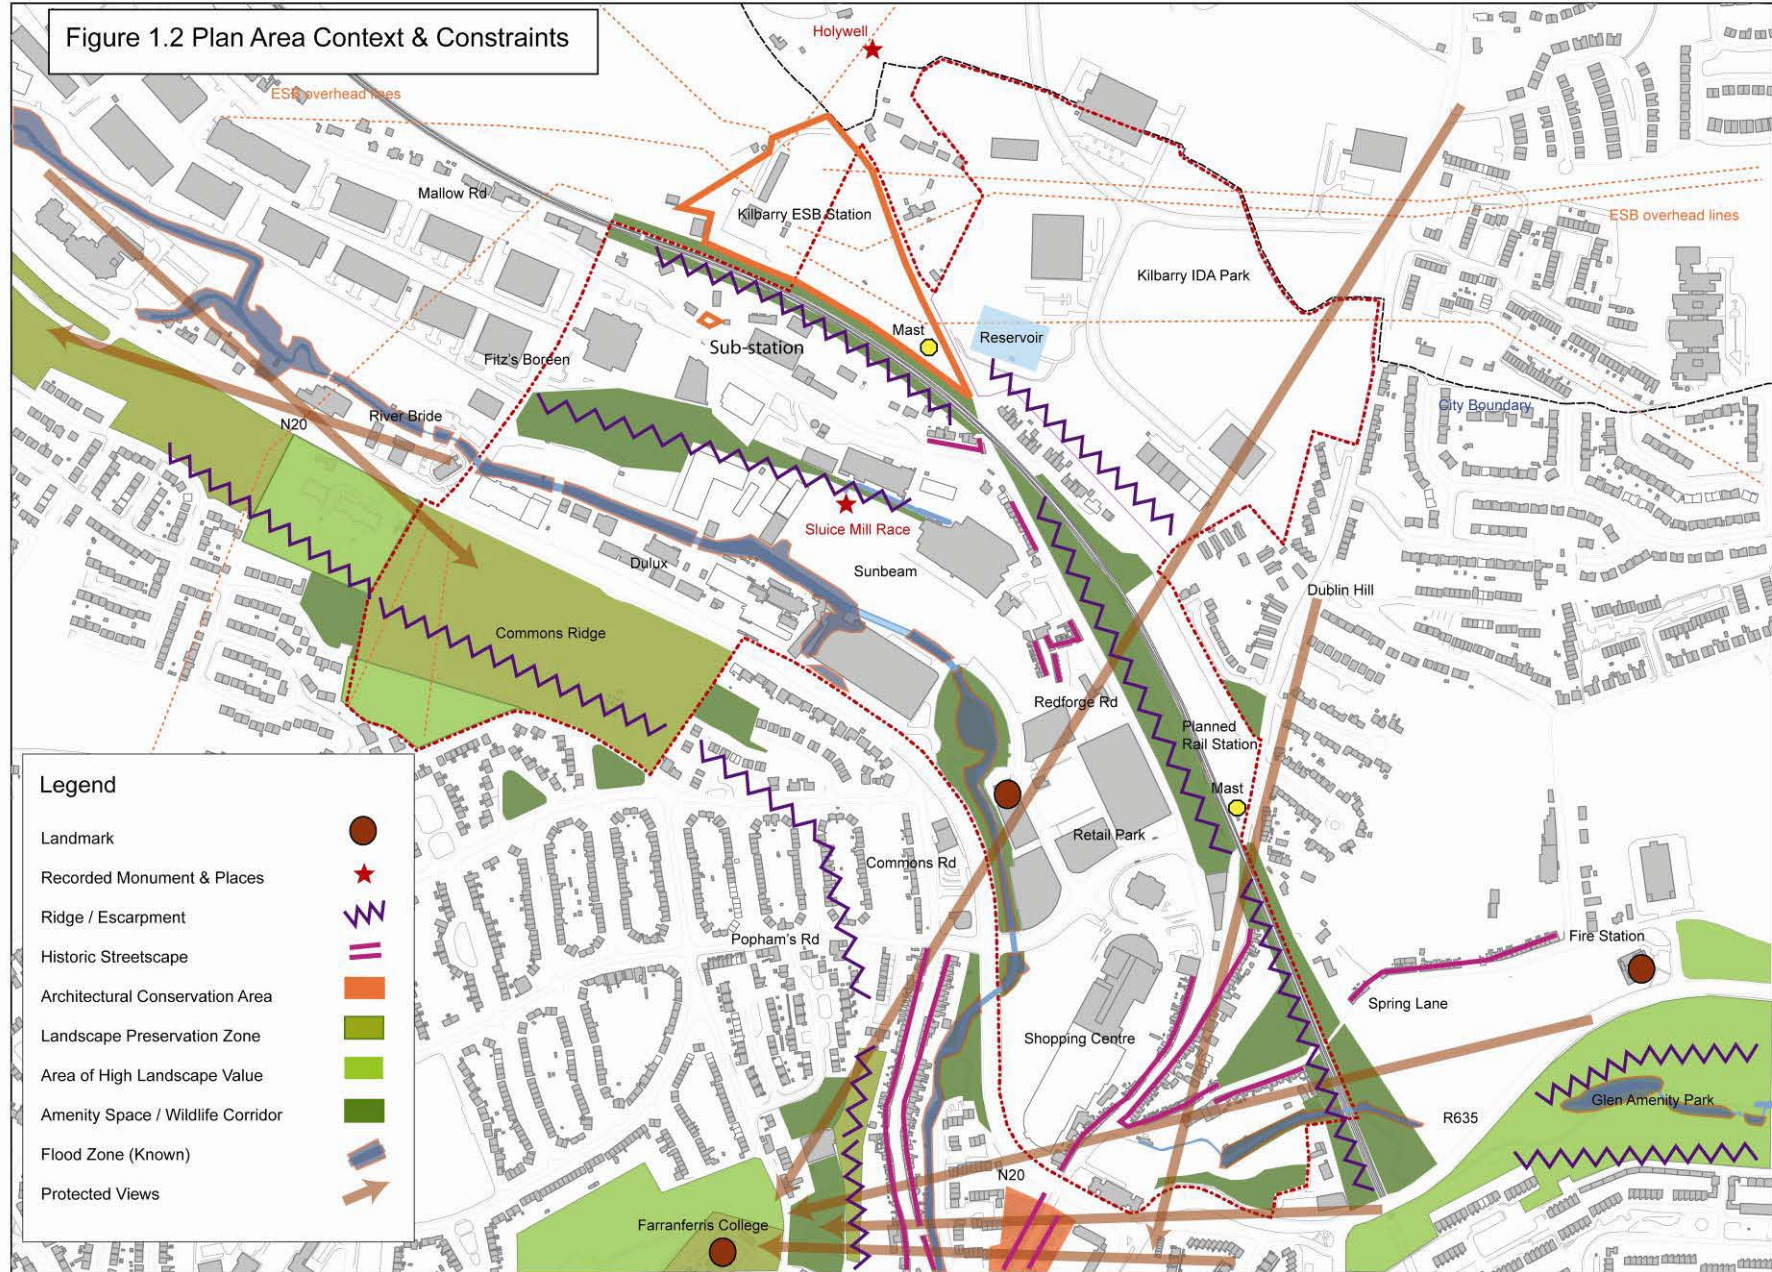 Figure 1.2 Plan Area Context & Constraints
Holywell
ESB overhead lines
Mallow Rd
Kilbarry ESB Station
ESB overhead lines
Kilbarry IDA Park
Mast
Reservoir
Sub-station
Fitz's Boreen
City Boundary
River Bride
N20
Sluice Mill Race
Sunbeam
Dulux
Dublin Hill
Commons Ridge
Redforge Rd
Planned
Rail Station
Mast
Retail Park
Commons Rd
Popham's Rd
Fire Station
Spring Lane
Shopping Centre
Glen Amenity Park
R635
N20
Farranferris College
Legend
Landmark
Recorded Monument & Places
Ridge / Escarpment
Historic Streetscape
Architectural Conservation Area
Landscape Preservation Zone
Area of High Landscape Value
Amenity Space / Wildlife Corridor
Flood Zone (Known)
Protected Views